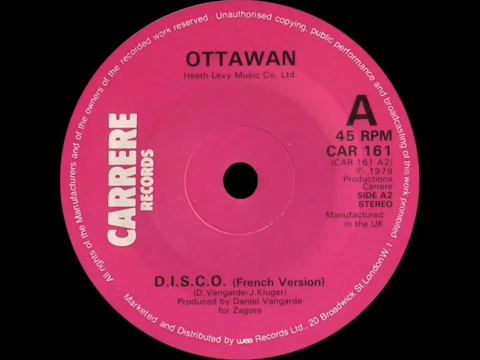 All rights of the Manufacturers and of the owners of the recorded work reserved - Unauthorised copying, public performance and broadcasting of this work prohibited
OTTAWAN
Heath Levy Music Co. Ltd.
A
45 RPM
CAR 161
(CAR 161 A2)
℗ 1979
Productions
Carrere
SIDE A2
STEREO
Manufactured
in the UK
CARRERE
RECORDS
D.I.S.C.O. (French Version)
(D. Vangarde/J. Kluger)
Produced by Daniel Vangarde
for Zagora
Marketed and Distributed by wea Records Ltd., 20 Broadwick St. London W.1.